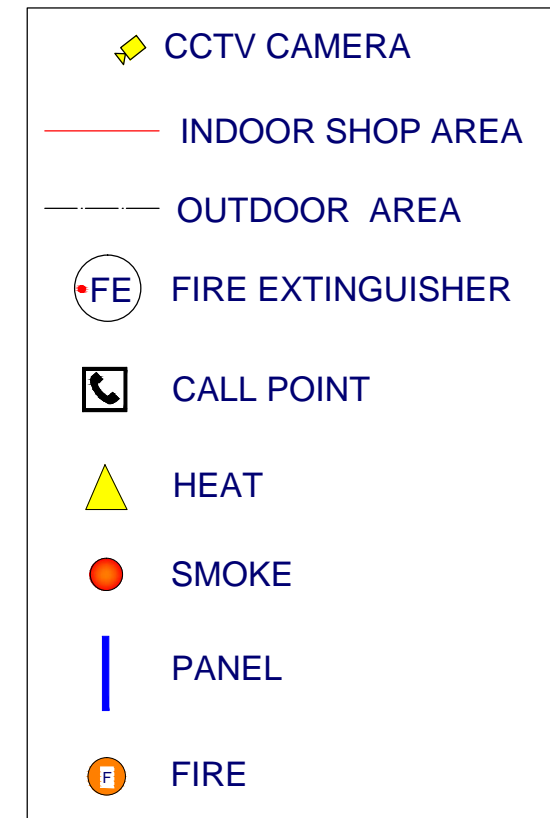 CCTV CAMERA
INDOOR SHOP AREA
OUTDOOR AREA
FE FIRE EXTINGUISHER
CALL POINT
HEAT
SMOKE
PANEL
F FIRE